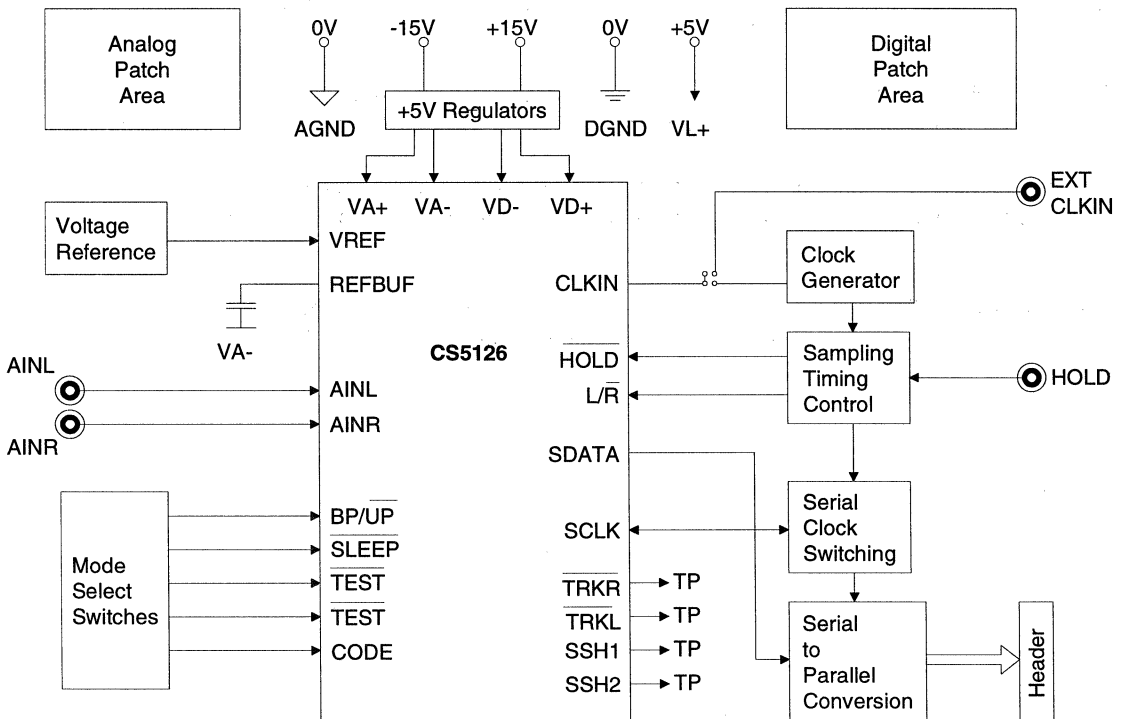 Analog
Patch
Area
0V
-15V
+15V
0V
+5V
Digital
Patch
Area
+5V Regulators
AGND
DGND
VL+
VA+
VA-
VD-
VD+
EXT
CLKIN
Voltage
Reference
VREF
REFBUF
CLKIN
Clock
Generator
VA-
CS5126
HOLD
L/R
Sampling
Timing
Control
HOLD
AINL
AINL
AINR
AINR
SDATA
Mode
Select
Switches
BP/UP
SLEEP
TEST
TEST
CODE
SCLK
Serial
Clock
Switching
TRKR
TP
TRKL
TP
SSH1
TP
SSH2
TP
Serial
to
Parallel
Conversion
Header